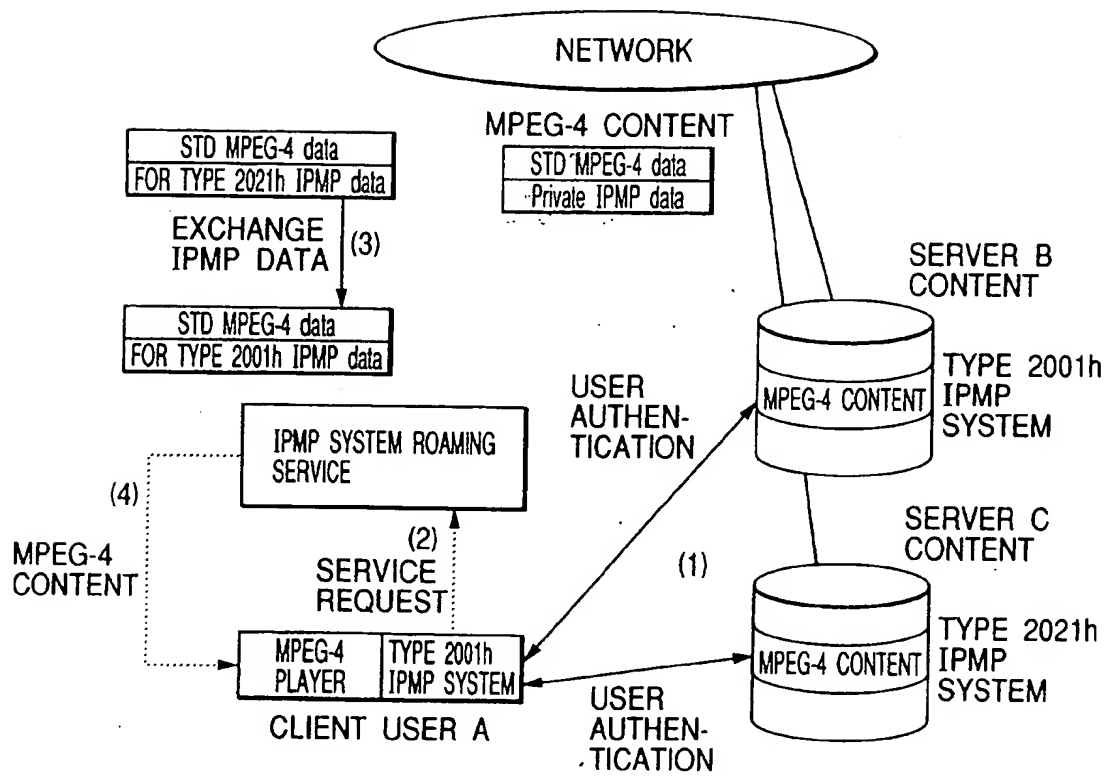 NETWORK
MPEG-4 CONTENT
STD MPEG-4 data
Private IPMP data
STD MPEG-4 data
FOR TYPE 2021h IPMP data
EXCHANGE
IPMP DATA
(3)
STD MPEG-4 data
FOR TYPE 2001h IPMP data
SERVER B
CONTENT
MPEG-4 CONTENT
TYPE 2001h
IPMP
SYSTEM
USER
AUTHEN-
TICATION
IPMP SYSTEM ROAMING
SERVICE
(4)
MPEG-4
CONTENT
(2)
SERVICE
REQUEST
(1)
SERVER C
CONTENT
MPEG-4 CONTENT
TYPE 2021h
IPMP
SYSTEM
MPEG-4
PLAYER
TYPE 2001h
IPMP SYSTEM
CLIENT USER A
USER
AUTHEN-
TICATION